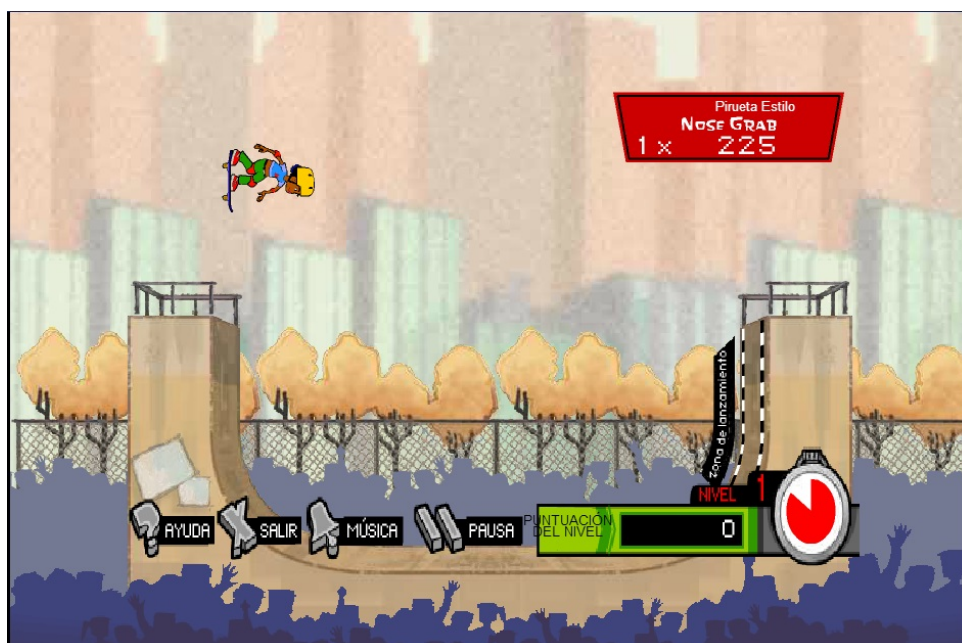 Pirueta Estilo
NOSE GRAB
1 x 225
Zona de lanzamiento
NIVEL 1
AYUDA
SALIR
MÚSICA
PAUSA
PUNTUACIÓN
DEL NIVEL
0